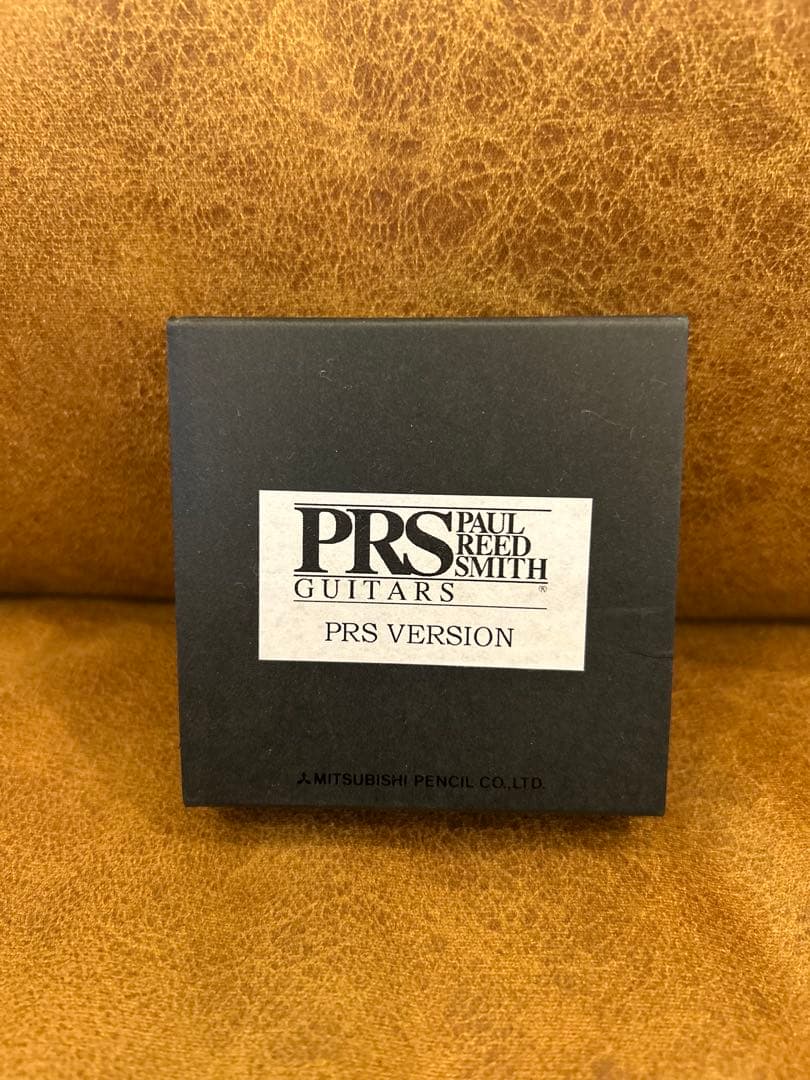 PRS PAUL
REED
SMITH
GUITARS ®
PRS VERSION
MITSUBISHI PENCIL CO.,LTD.